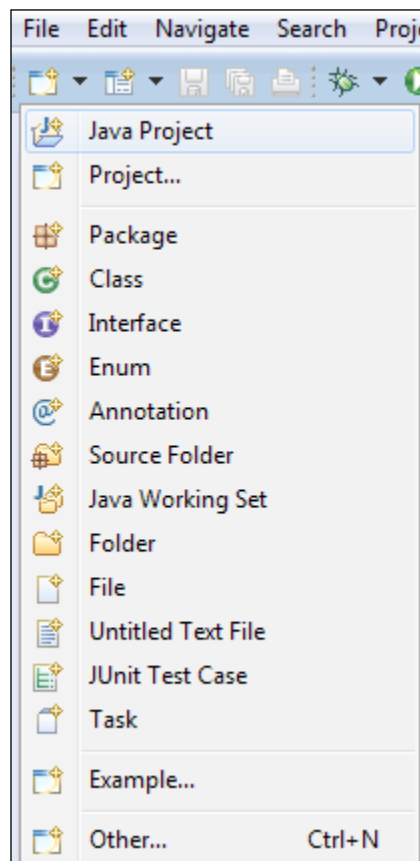 File Edit Navigate Search
Java Project
Project...
Package
Class
Interface
Enum
Annotation
Source Folder
Java Working Set
Folder
File
Untitled Text File
JUnit Test Case
Task
Example...
Other... Ctrl+N